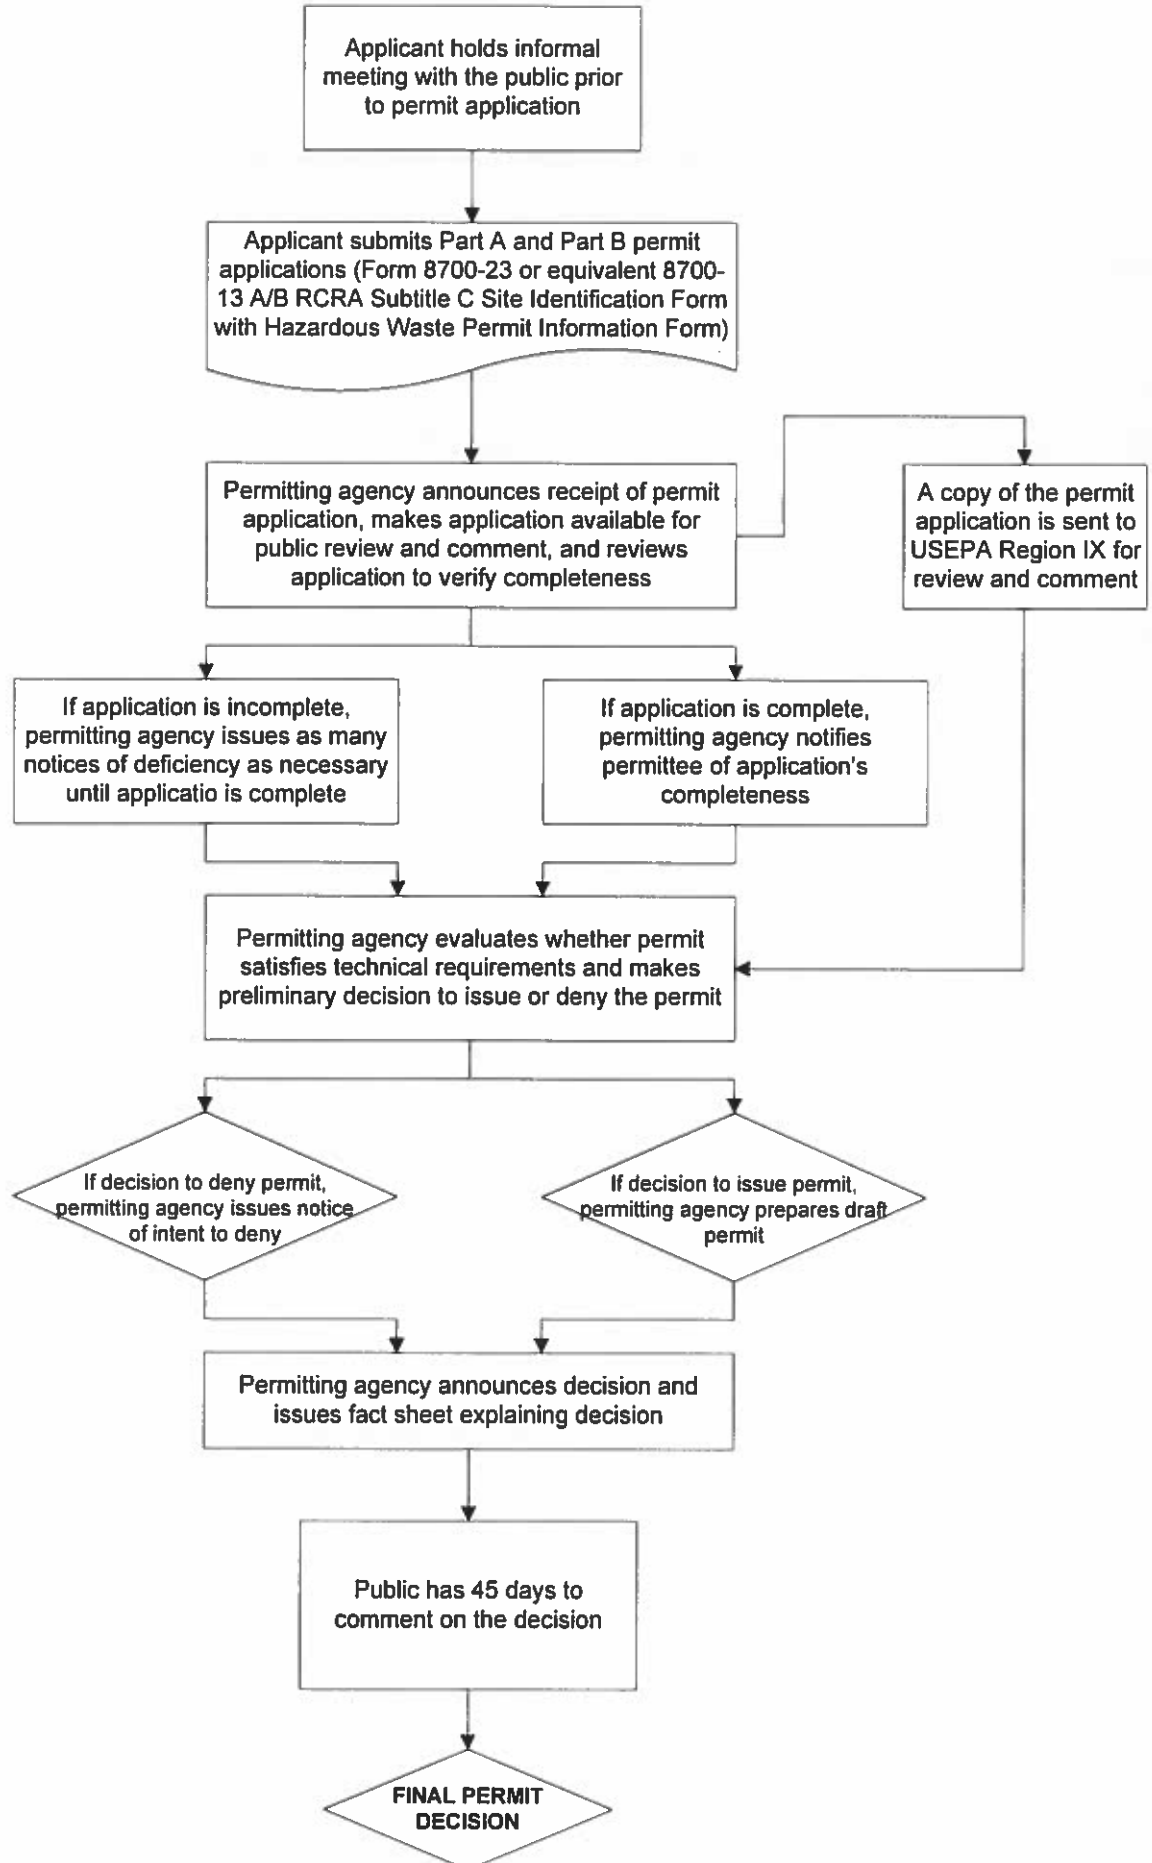 Applicant holds informal
meeting with the public prior
to permit application
Applicant submits Part A and Part B permit
applications (Form 8700-23 or equivalent 8700-
13 A/B RCRA Subtitle C Site Identification Form
with Hazardous Waste Permit Information Form)
Permitting agency announces receipt of permit
application, makes application available for
public review and comment, and reviews
application to verify completeness
A copy of the permit
application is sent to
USEPA Region IX for
review and comment
If application is incomplete,
permitting agency issues as many
notices of deficiency as necessary
until applicatio is complete
If application is complete,
permitting agency notifies
permittee of application's
completeness
Permitting agency evaluates whether permit
satisfies technical requirements and makes
preliminary decision to issue or deny the permit
If decision to deny permit,
permitting agency issues notice
of intent to deny
If decision to issue permit,
permitting agency prepares draft
permit
Permitting agency announces decision and
issues fact sheet explaining decision
Public has 45 days to
comment on the decision
FINAL PERMIT
DECISION